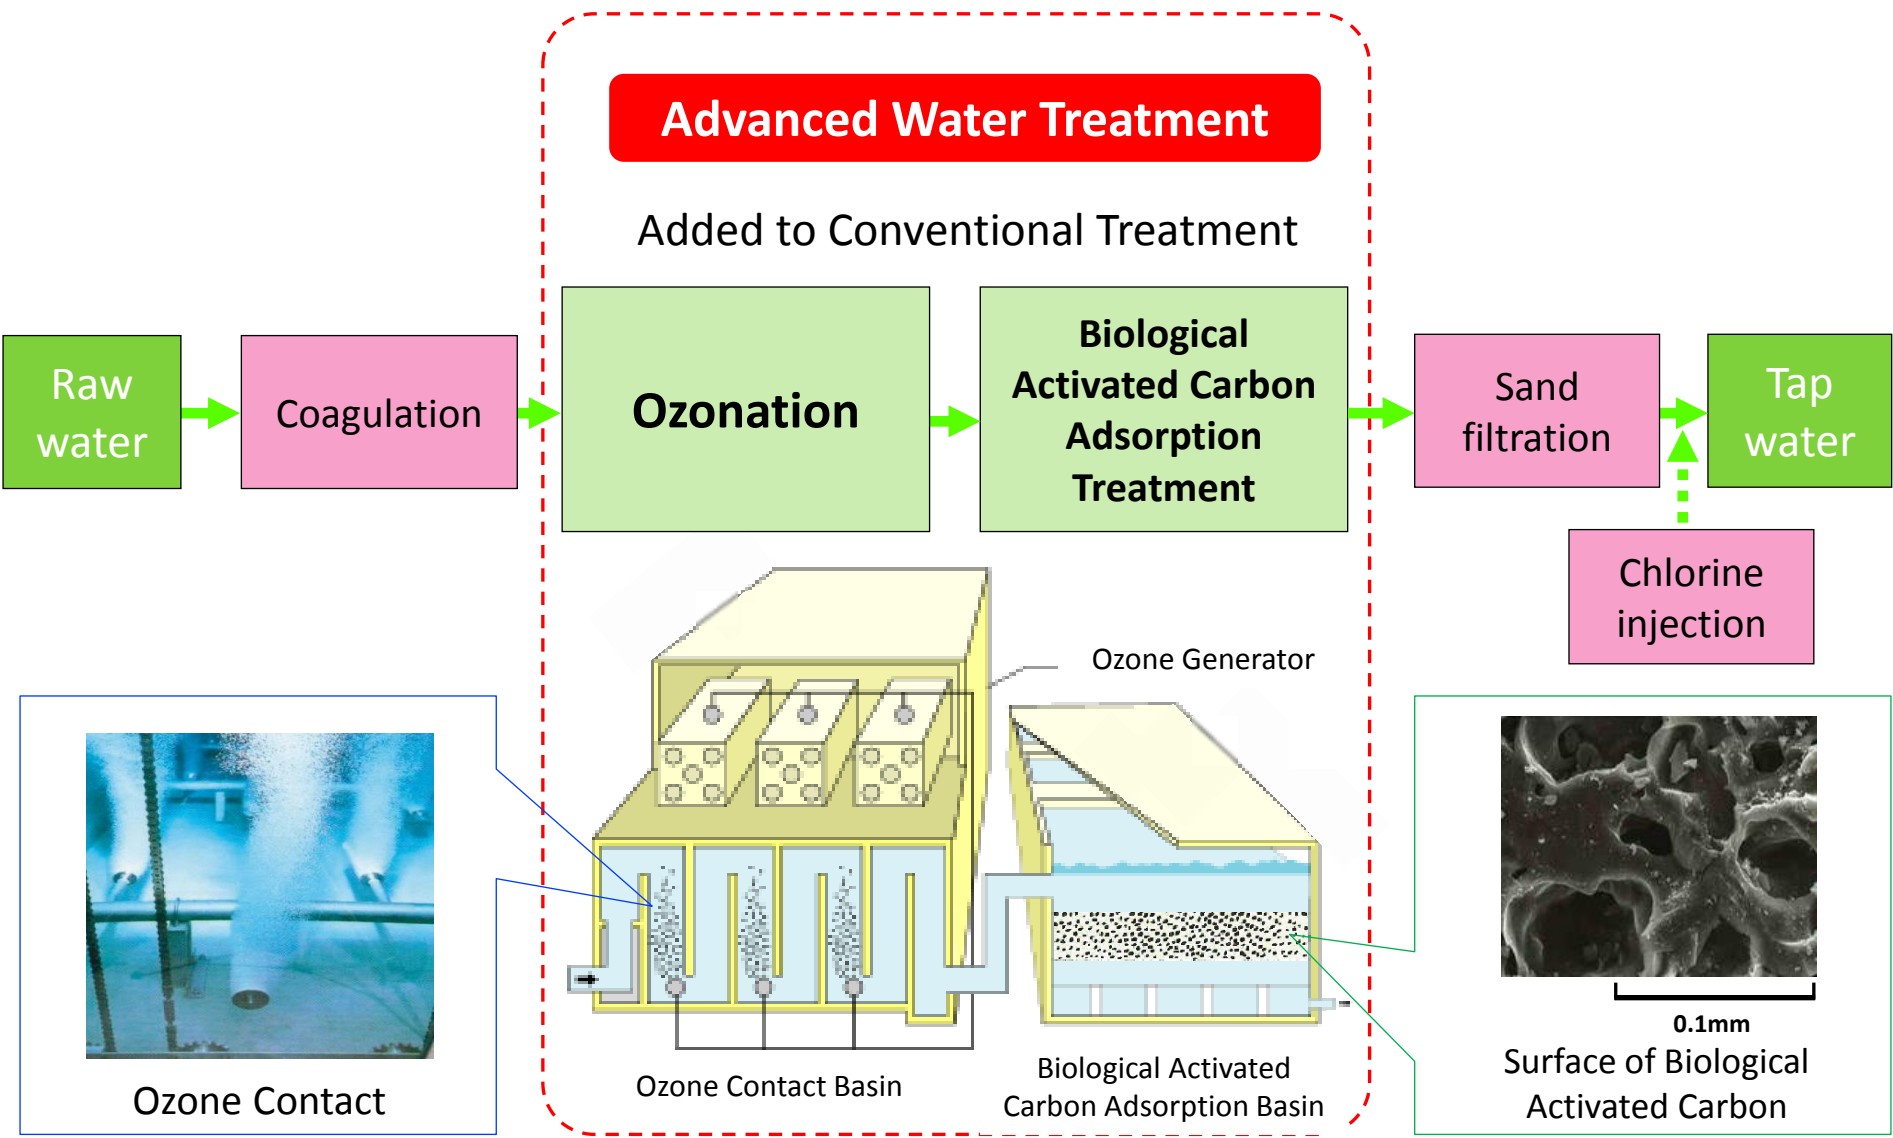 Advanced Water Treatment
Added to Conventional Treatment
Raw
water
Coagulation
Ozonation
Biological
Activated Carbon
Adsorption
Treatment
Sand
filtration
Tap
water
Chlorine
injection
Ozone Generator
Ozone Contact
Ozone Contact Basin
Biological Activated
Carbon Adsorption Basin
0.1mm
Surface of Biological
Activated Carbon